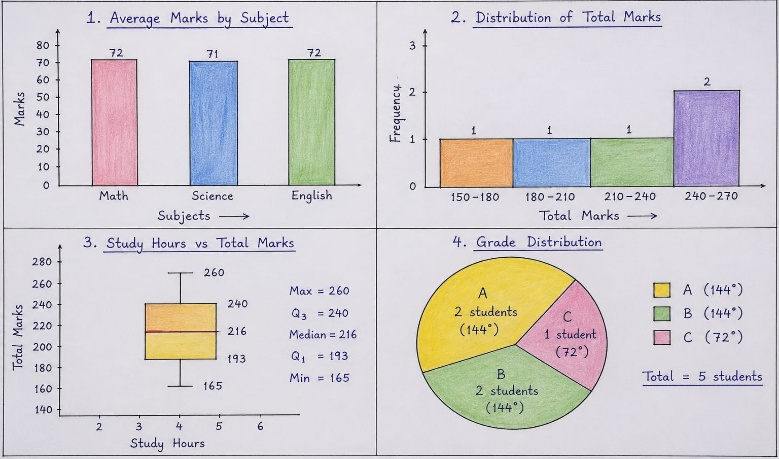 1. Average Marks by Subject
Marks
80
70
60
50
40
30
20
10
0
72
71
72
Math
Science
English
Subjects →
2. Distribution of Total Marks
Frequency
3
2
1
0
1
1
1
2
150-180
180-210
210-240
240-270
Total Marks →
3. Study Hours vs Total Marks
Total Marks
280
260
240
220
200
180
160
140
260
240
216
193
165
Max = 260
Q₃ = 240
Median = 216
Q₁ = 193
Min = 165
2
3
4
5
6
Study Hours
4. Grade Distribution
A
2 students
(144°)
C
1 student
(72°)
B
2 students
(144°)
A (144°)
B (144°)
C (72°)
Total = 5 students